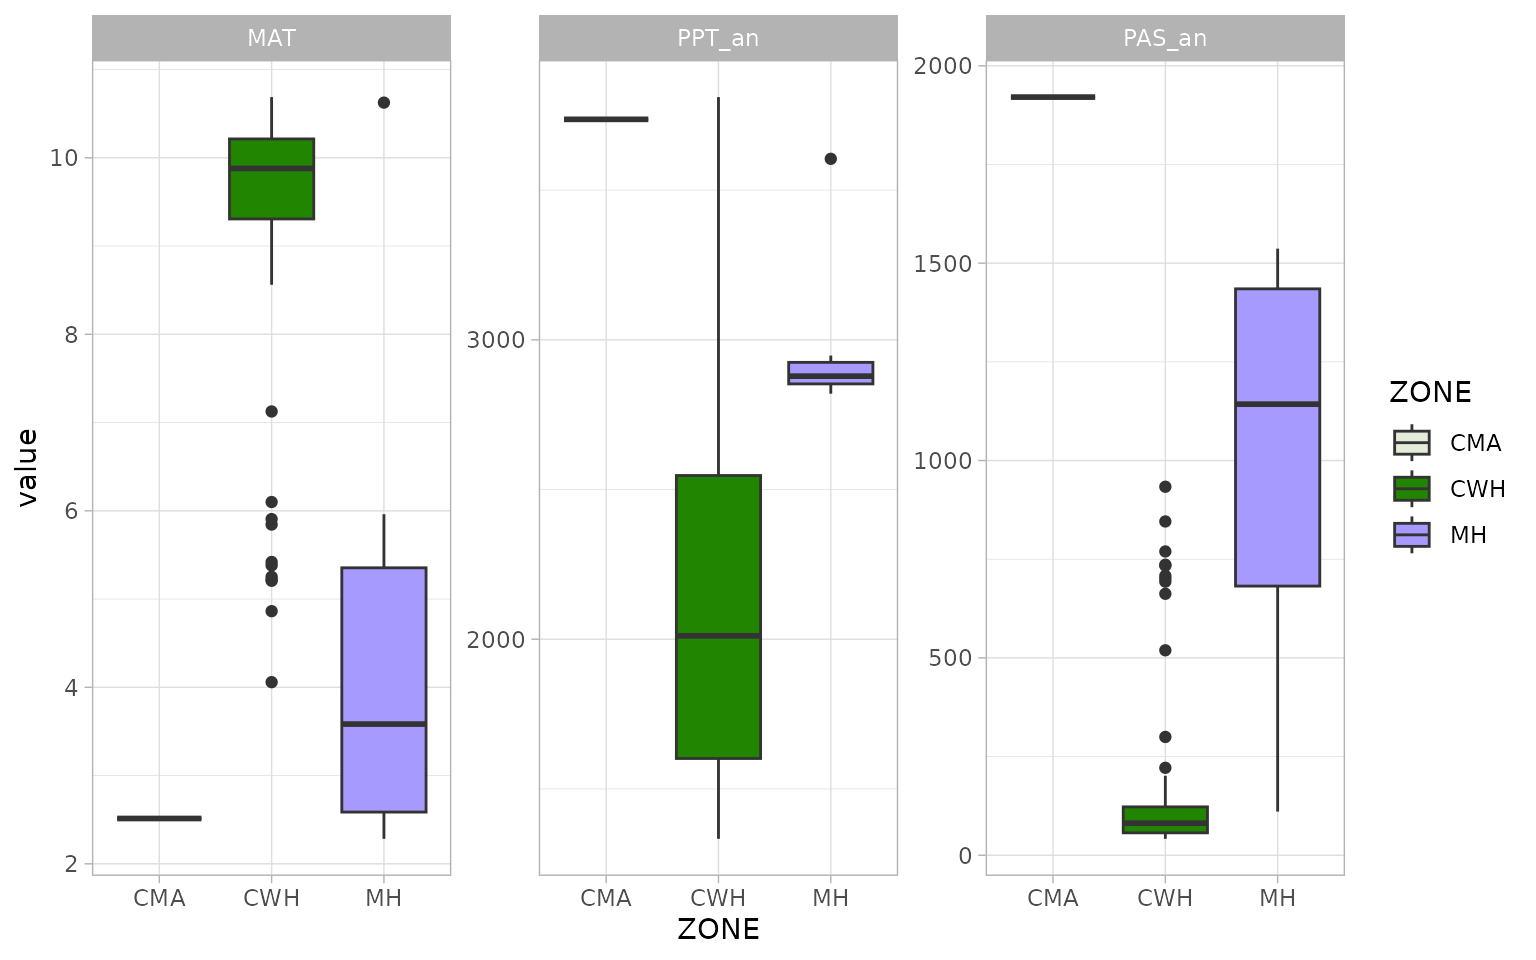 MAT
PPT_an
PAS_an
value
10
8
6
4
2
3000
2000
2000
1500
1000
500
0
CMA CWH MH
CMA CWH MH
CMA CWH MH
ZONE
ZONE
CMA
CWH
MH